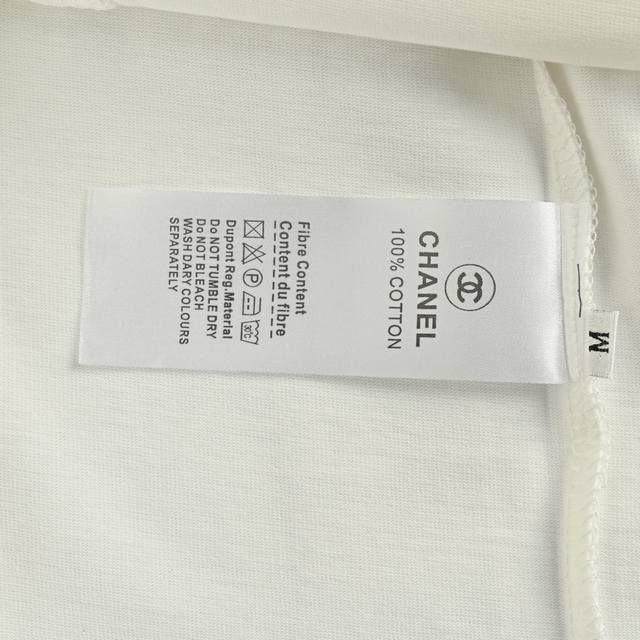 CHANEL
100% COTTON
Fibre Content
Content du fibre
30℃
Dupont Reg.Material
Do NOT TUMBLE DRY
Do NOT BLEACH
WASH DARY COLOURS
SEPARATELY
M